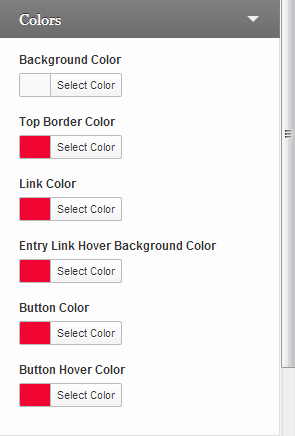 Colors
Background Color
Select Color
Top Border Color
Select Color
Link Color
Select Color
Entry Link Hover Background Color
Select Color
Button Color
Select Color
Button Hover Color
Select Color